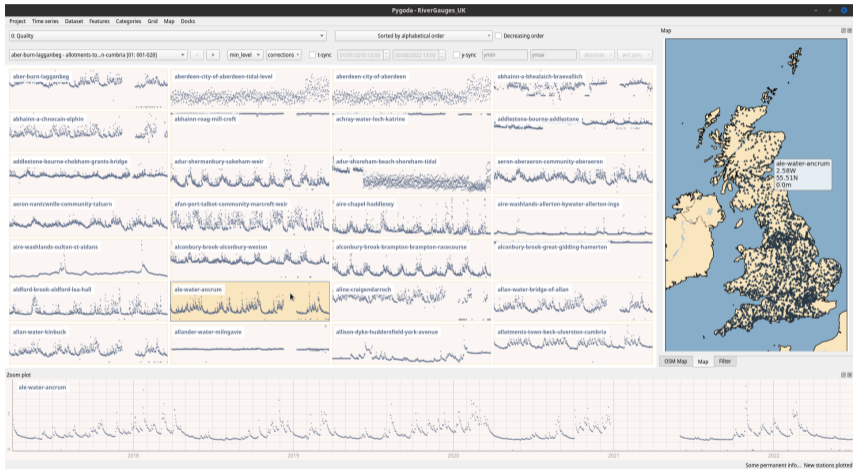 Pygoda - RiverGauges_UK
Project Time series Dataset Features Categories Grid Map Docks
0: Quality Sorted by alphabetical order Decreasing order
aber-burn-lagganbeg - allotments-to...n-cumbria [01: 001-028] < > min_level corrections t-sync y-sync ymin ymax absolute
Map
aber-burn-lagganbeg aberdeen-city-of-aberdeen-tidal-level aberdeen-city-of-aberdeen abhainn-a-bhealaich-braevallich
abhainn-a-chnocain-elphin abhainn-roag-mill-croft achray-water-loch-katrine addlestone-bourne-addlestone
addlestone-bourne-chobham-grants-bridge adur-shermanbury-sakeham-weir adur-shoreham-beach-shoreham-tidal aeron-aberaeron-community-aberaeron
aeron-nantcwnlle-community-talsarn afan-port-talbot-community-marcroft-weir aire-chapel-haddlesey aire-washlands-allerton-bywater-allerton-ings
aire-washlands-oulton-st-aidans alconbury-brook-alconbury-weston alconbury-brook-brampton-brampton-racecourse alconbury-brook-great-gidding-hamerton
aldford-brook-aldford-lea-hall ale-water-ancrum aline-craigendarroch allan-water-bridge-of-allan
allan-water-kinbuck allander-water-milngavie allison-dyke-huddersfield-york-avenue allotments-town-beck-ulverston-cumbria
ale-water-ancrum
2.58W
55.51N
0.0m
OSM Map Map Filter
Zoom plot
ale-water-ancrum
2018 2019 2020 2021 2022
Some permanent info... New stations plotted